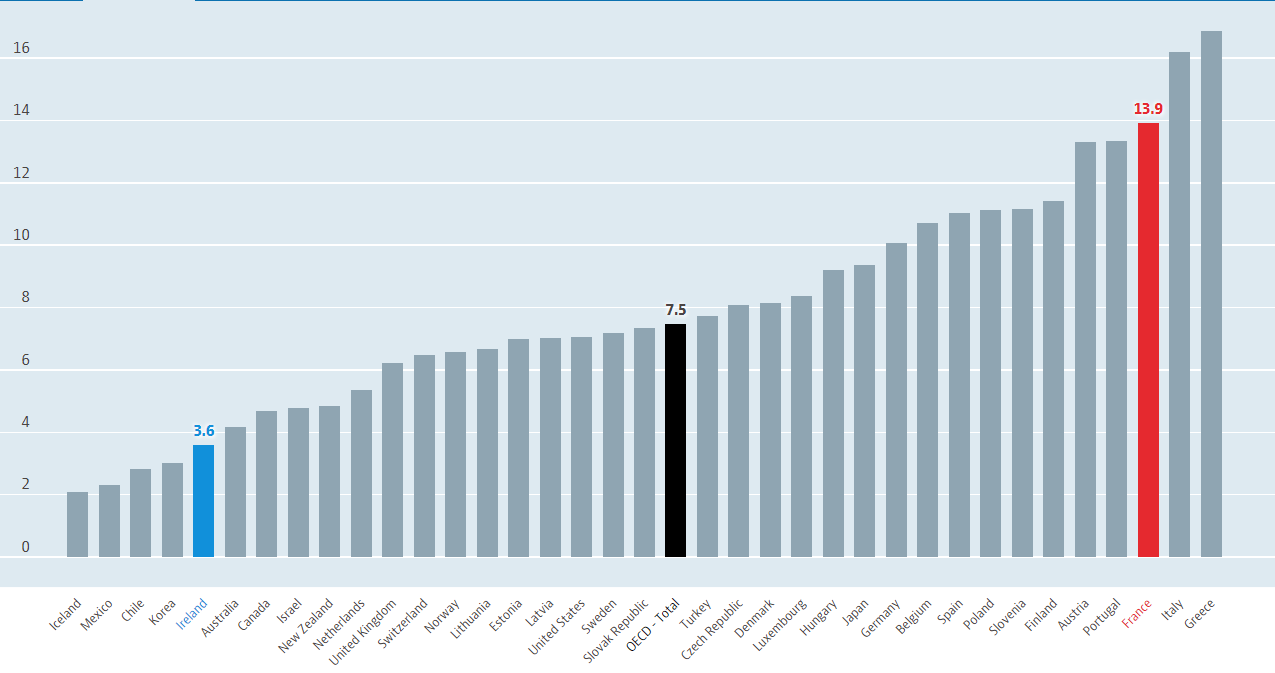 16
14
12
10
8
6
4
2
0
13.9
7.5
3.6
Iceland
Mexico
Chile
Korea
Ireland
Australia
Canada
Israel
New Zealand
Netherlands
United Kingdom
Switzerland
Norway
Lithuania
Estonia
Latvia
United States
Sweden
Slovak Republic
OECD - Total
Turkey
Czech Republic
Denmark
Luxembourg
Hungary
Japan
Germany
Belgium
Spain
Poland
Slovenia
Finland
Austria
Portugal
France
Italy
Greece